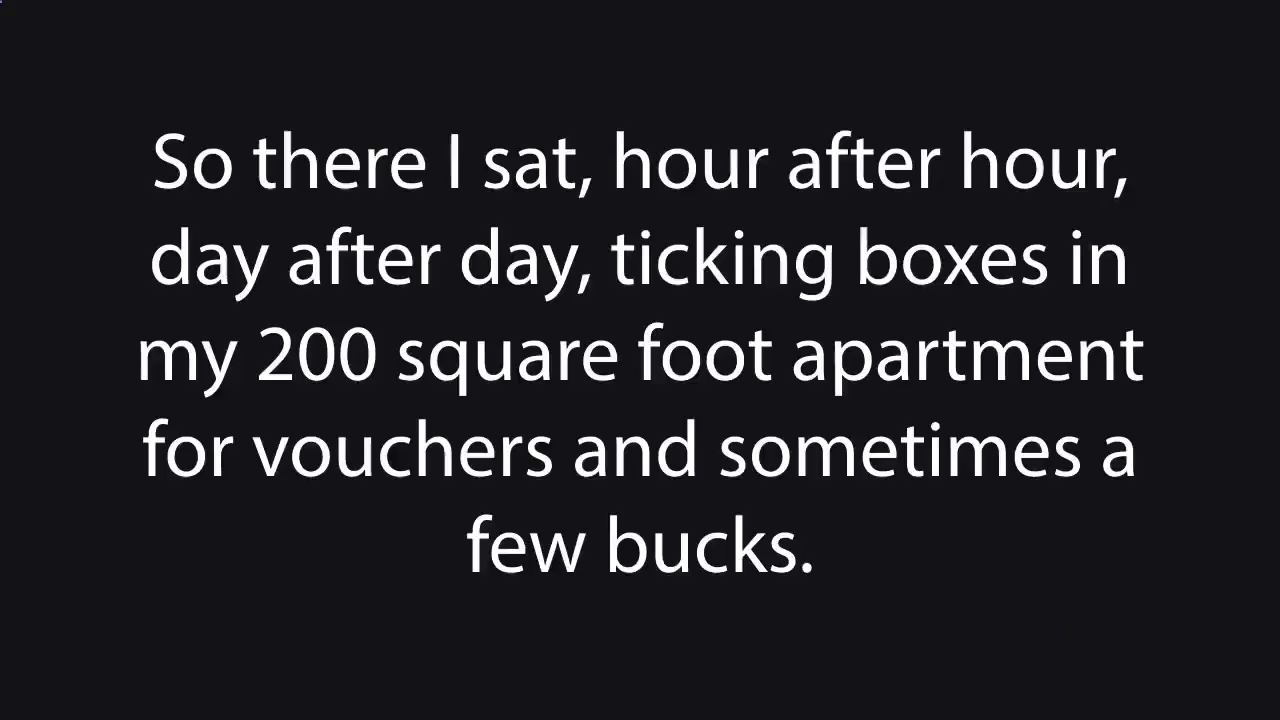 So there I sat, hour after hour,
day after day, ticking boxes in
my 200 square foot apartment
for vouchers and sometimes a
few bucks.